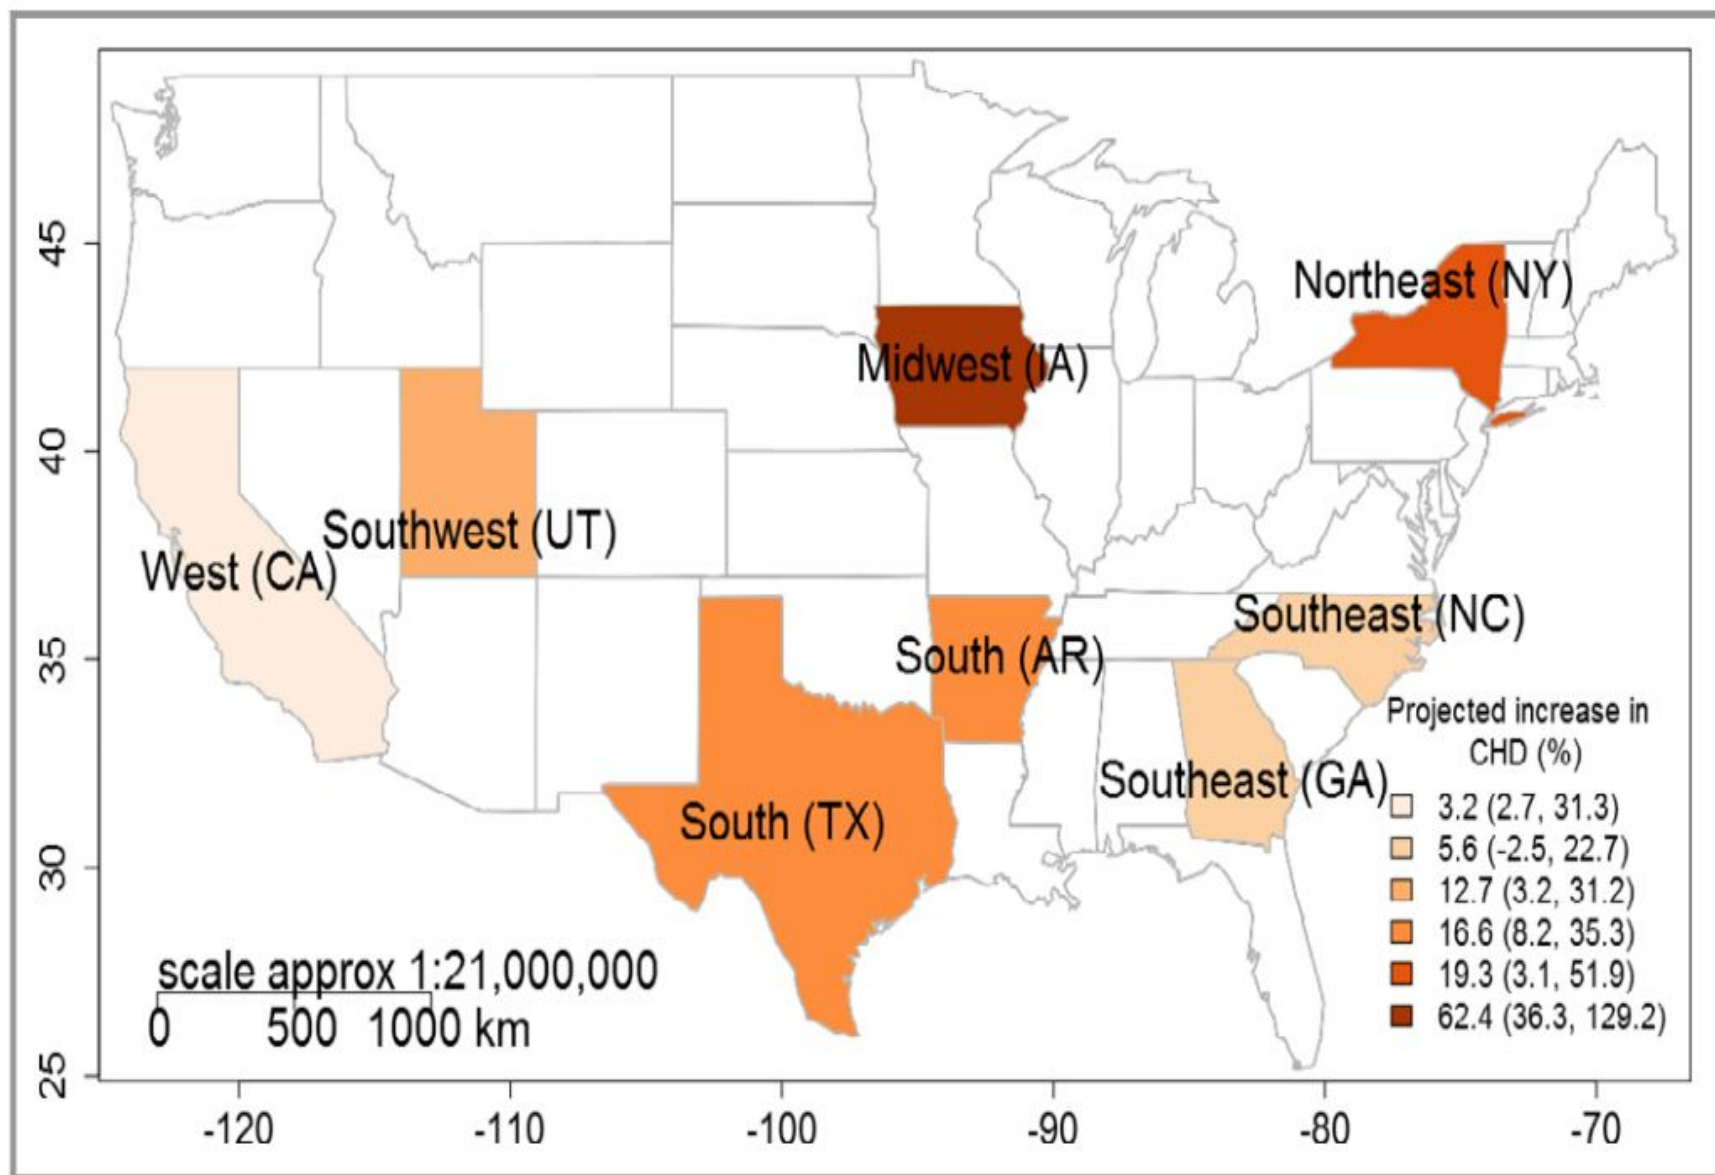 Northeast (NY)
Midwest (IA)
Southwest (UT)
West (CA)
Southeast (NC)
South (AR)
Southeast (GA)
South (TX)
Projected increase in
CHD (%)
3.2 (2.7, 31.3)
5.6 (-2.5, 22.7)
12.7 (3.2, 31.2)
16.6 (8.2, 35.3)
19.3 (3.1, 51.9)
62.4 (36.3, 129.2)
scale approx 1:21,000,000
0 500 1000 km
45
40
35
30
25
-120 -110 -100 -90 -80 -70